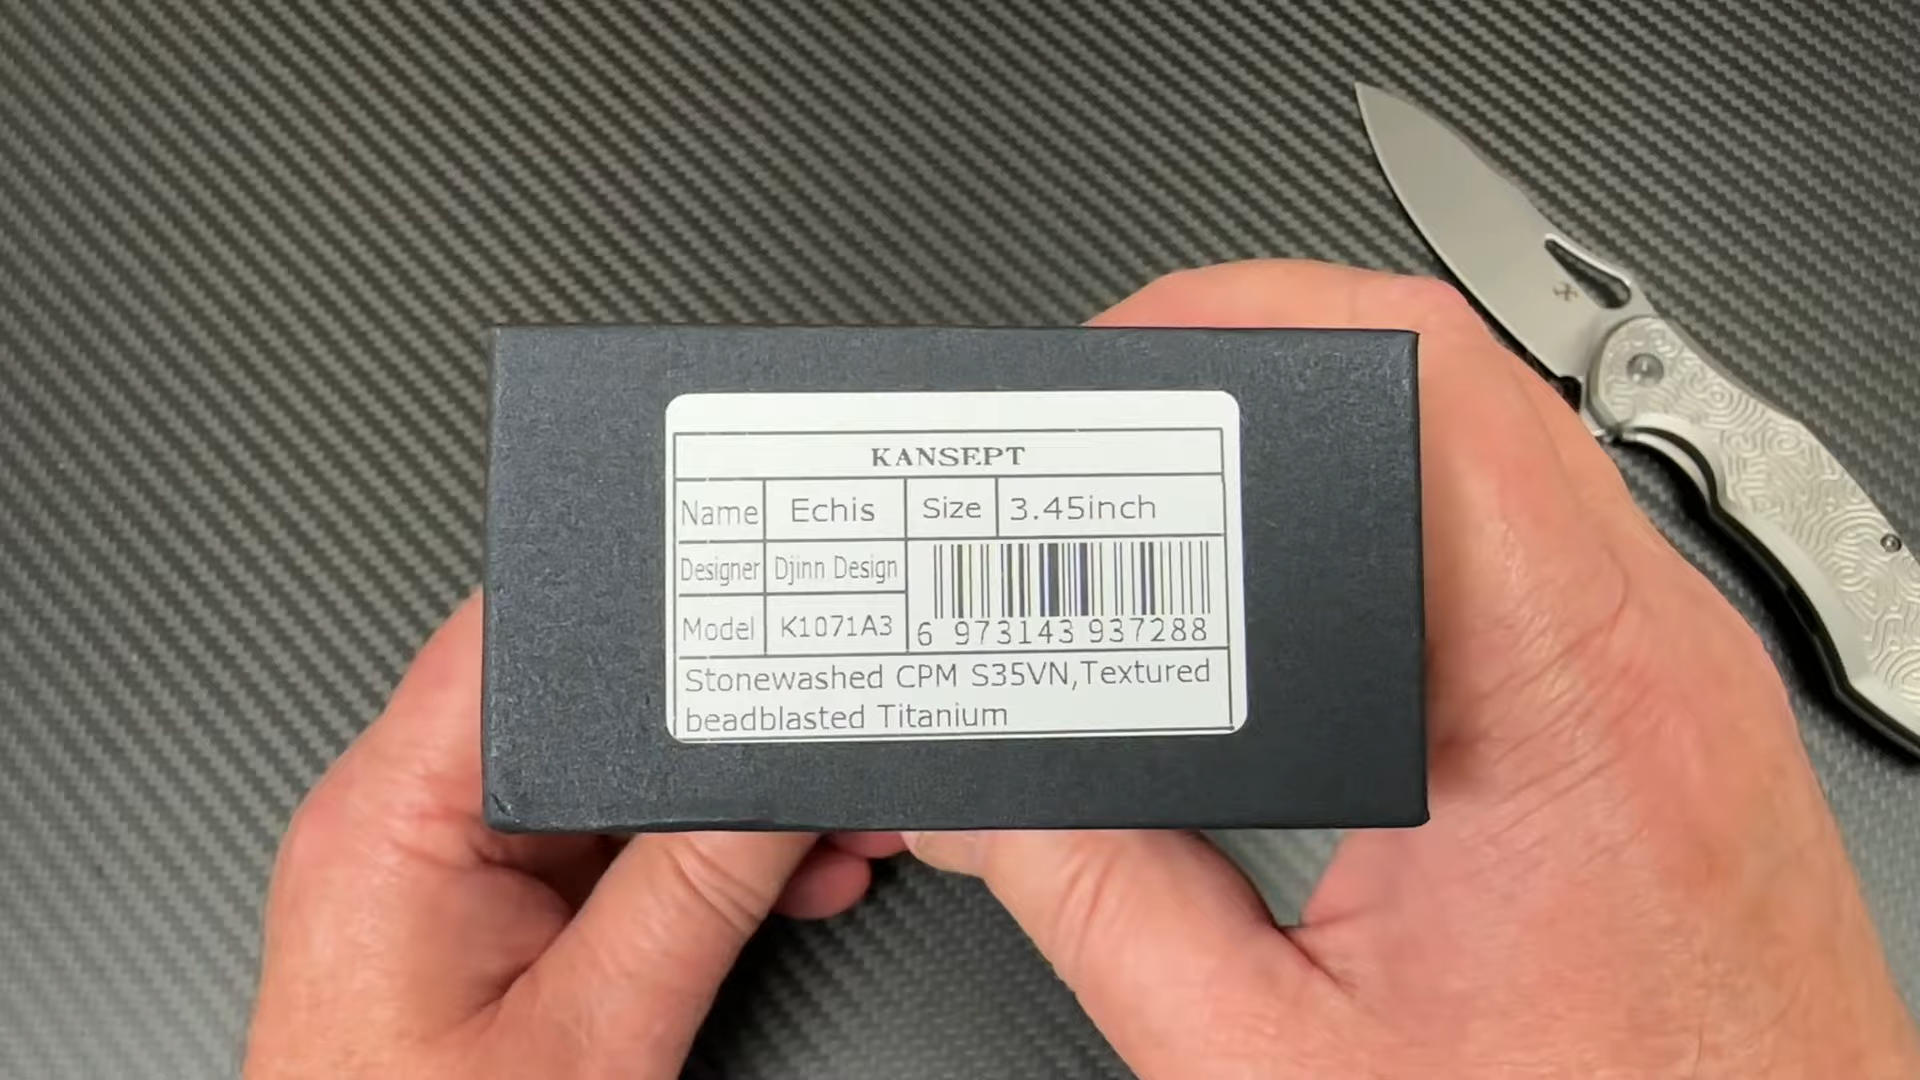 KANSEPT
Name Echis Size 3.45inch
Designer Djinn Design
Model K1071A3
6 973143 937288
Stonewashed CPM S35VN,Textured
beadblasted Titanium